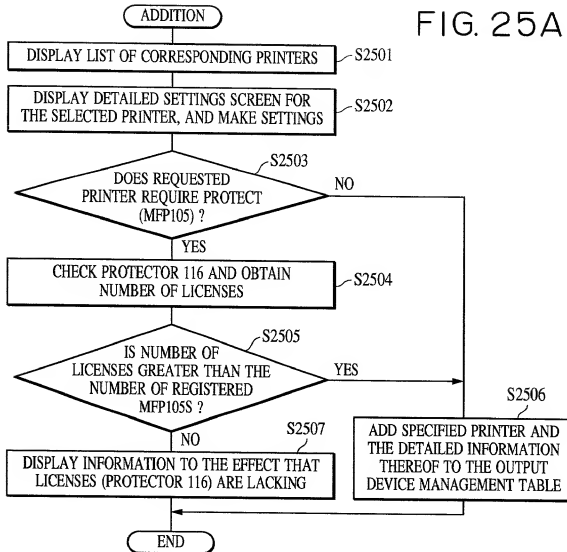 ADDITION
FIG. 25A
DISPLAY LIST OF CORRESPONDING PRINTERS
S2501
DISPLAY DETAILED SETTINGS SCREEN FOR
THE SELECTED PRINTER, AND MAKE SETTINGS
S2502
S2503
DOES REQUESTED
PRINTER REQUIRE PROTECT
(MFP105) ?
NO
YES
CHECK PROTECTOR 116 AND OBTAIN
NUMBER OF LICENSES
S2504
S2505
IS NUMBER OF
LICENSES GREATER THAN THE
NUMBER OF REGISTERED
MFP105S ?
YES
NO
S2506
ADD SPECIFIED PRINTER AND
THE DETAILED INFORMATION
THEREOF TO THE OUTPUT
DEVICE MANAGEMENT TABLE
S2507
DISPLAY INFORMATION TO THE EFFECT THAT
LICENSES (PROTECTOR 116) ARE LACKING
END